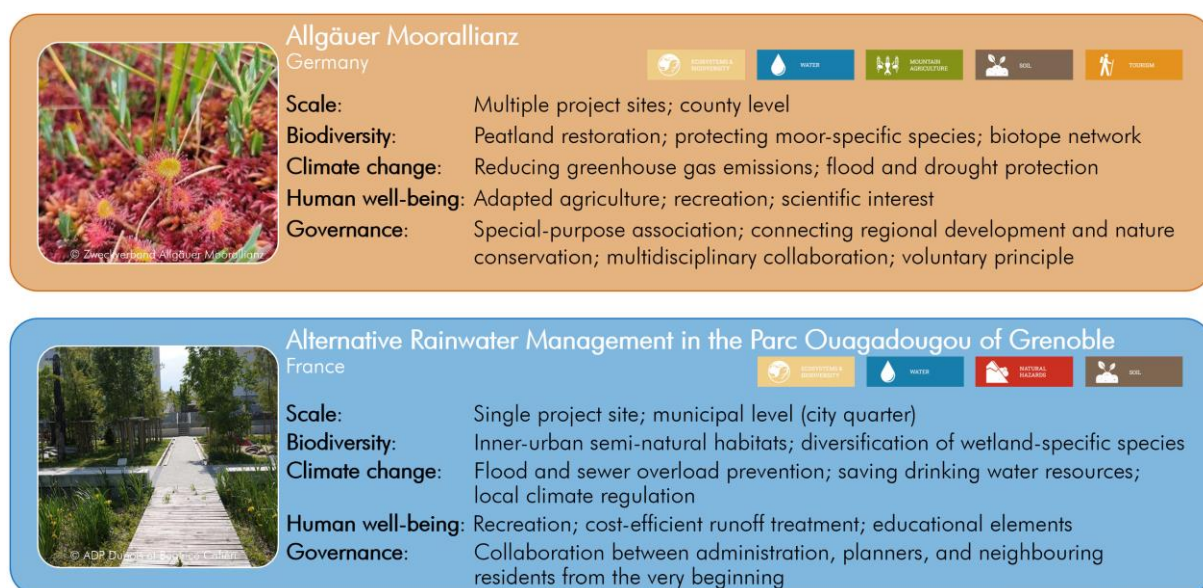 Allgäuer Moorallianz
Germany
ECOSYSTEMS & BIODIVERSITY
WATER
MOUNTAIN AGRICULTURE
SOIL
TOURISM
Scale: Multiple project sites; county level
Biodiversity: Peatland restoration; protecting moor-specific species; biotope network
Climate change: Reducing greenhouse gas emissions; flood and drought protection
Human well-being: Adapted agriculture; recreation; scientific interest
Governance: Special-purpose association; connecting regional development and nature
conservation; multidisciplinary collaboration; voluntary principle
© Zweckverband Allgäuer Moorallianz
Alternative Rainwater Management in the Parc Ouagadougou of Grenoble
France
ECOSYSTEMS & BIODIVERSITY
WATER
NATURAL HAZARDS
SOIL
Scale: Single project site; municipal level (city quarter)
Biodiversity: Inner-urban semi-natural habitats; diversification of wetland-specific species
Climate change: Flood and sewer overload prevention; saving drinking water resources;
local climate regulation
Human well-being: Recreation; cost-efficient runoff treatment; educational elements
Governance: Collaboration between administration, planners, and neighbouring
residents from the very beginning
© ADP Dubois